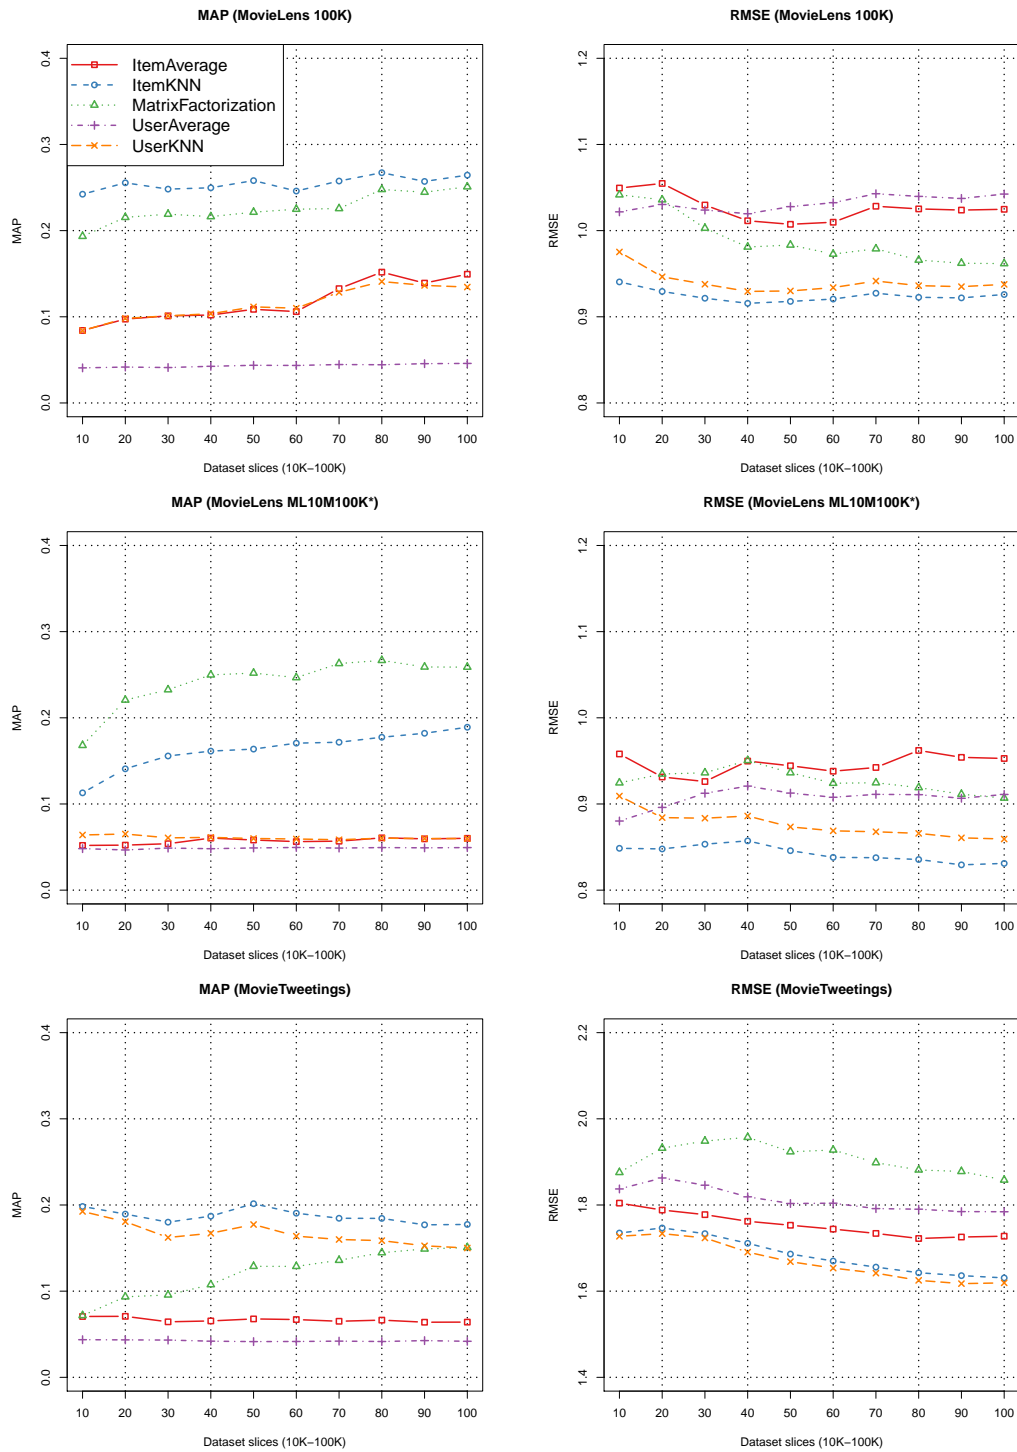 MAP (MovieLens 100K)
0.4
0.3
0.2
0.1
0.0
MAP
ItemAverage
ItemKNN
MatrixFactorization
UserAverage
UserKNN
10 20 30 40 50 60 70 80 90 100
Dataset slices (10K−100K)
RMSE (MovieLens 100K)
1.2
1.1
1.0
0.9
0.8
RMSE
10 20 30 40 50 60 70 80 90 100
Dataset slices (10K−100K)
MAP (MovieLens ML10M100K*)
0.4
0.3
0.2
0.1
0.0
MAP
10 20 30 40 50 60 70 80 90 100
Dataset slices (10K−100K)
RMSE (MovieLens ML10M100K*)
1.2
1.1
1.0
0.9
0.8
RMSE
10 20 30 40 50 60 70 80 90 100
Dataset slices (10K−100K)
MAP (MovieTweetings)
0.4
0.3
0.2
0.1
0.0
MAP
10 20 30 40 50 60 70 80 90 100
Dataset slices (10K−100K)
RMSE (MovieTweetings)
2.2
2.0
1.8
1.6
1.4
RMSE
10 20 30 40 50 60 70 80 90 100
Dataset slices (10K−100K)